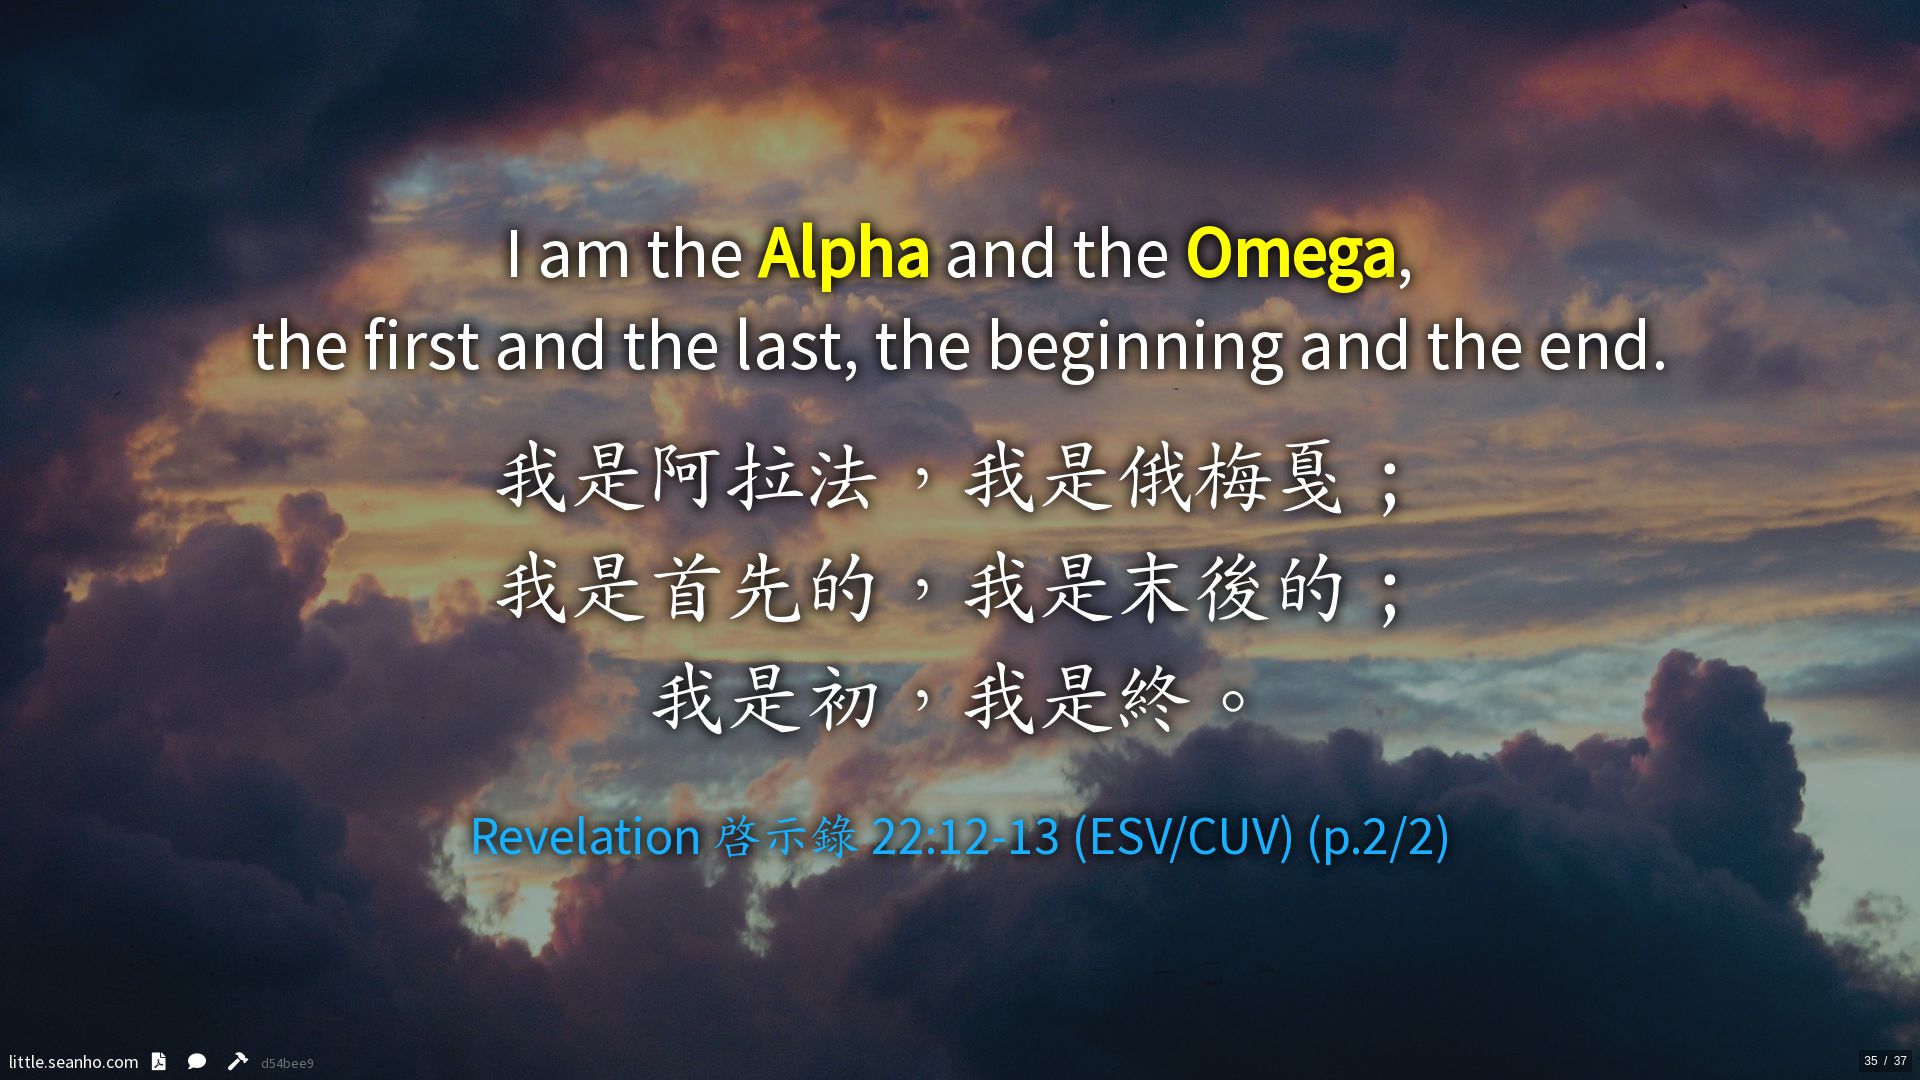 I am the Alpha and the Omega,
the first and the last, the beginning and the end.
我是阿拉法，我是俄梅戛；
我是首先的，我是末後的；
我是初，我是終。
Revelation 啓示錄 22:12-13 (ESV/CUV) (p.2/2)
little.seanho.com d54bee9
35 / 37